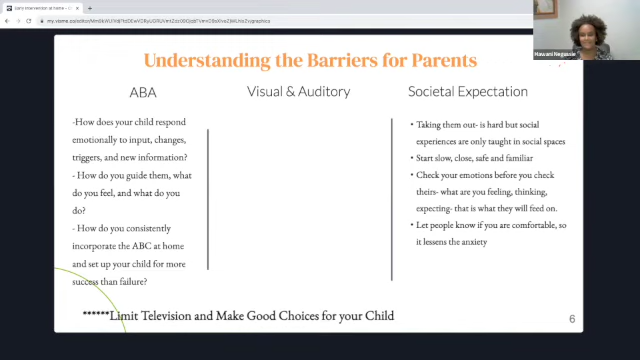 Early Intervention at home
Hawani Negussie
Understanding the Barriers for Parents
ABA
-How does your child respond
emotionally to input, changes,
triggers, and new information?
- How do you guide them, what
do you feel, and what do you
do?
- How do you consistently
incorporate the ABC at home
and set up your child for more
success than failure?
Visual & Auditory
Societal Expectation
• Taking them out- is hard but social
experiences are only taught in social spaces
• Start slow, close, safe and familiar
• Check your emotions before you check
theirs- what are you feeling, thinking,
expecting- that is what they will feed on.
• Let people know if you are comfortable, so
it lessens the anxiety
******Limit Television and Make Good Choices for your Child
6